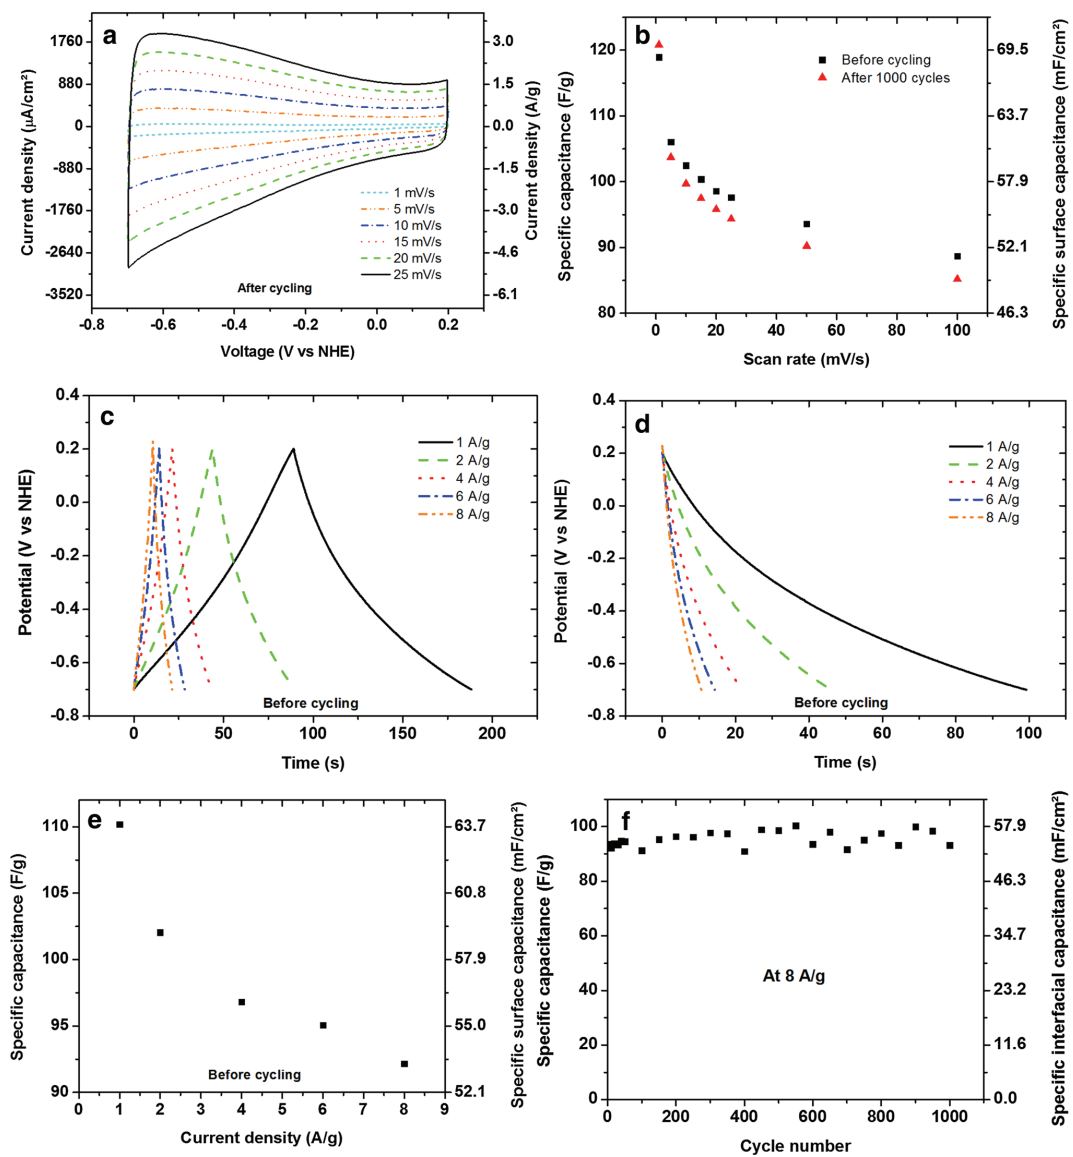 a
Current density (µA/cm²)
1760
880
0
-880
-1760
-2640
-3520
3.0
1.5
0.0
-1.5
-3.0
-4.6
-6.1
Current density (A/g)
1 mV/s
5 mV/s
10 mV/s
15 mV/s
20 mV/s
25 mV/s
After cycling
-0.8
-0.6
-0.4
-0.2
0.0
0.2
Voltage (V vs NHE)
b
Specific capacitance (F/g)
120
110
100
90
80
Before cycling
After 1000 cycles
69.5
63.7
57.9
52.1
46.3
Specific surface capacitance (mF/cm²)
0
20
40
60
80
100
Scan rate (mV/s)
c
Potential (V vs NHE)
0.4
0.2
0.0
-0.2
-0.4
-0.6
-0.8
1 A/g
2 A/g
4 A/g
6 A/g
8 A/g
Before cycling
0
50
100
150
200
Time (s)
d
Potential (V vs NHE)
0.4
0.2
0.0
-0.2
-0.4
-0.6
-0.8
1 A/g
2 A/g
4 A/g
6 A/g
8 A/g
Before cycling
0
20
40
60
80
100
Time (s)
e
Specific capacitance (F/g)
110
105
100
95
90
63.7
60.8
57.9
55.0
52.1
Specific surface capacitance (mF/cm²)
Before cycling
0
1
2
3
4
5
6
7
8
9
Current density (A/g)
f
Specific capacitance (F/g)
100
80
60
40
20
0
57.9
46.3
34.7
23.2
11.6
0.0
Specific interfacial capacitance (mF/cm²)
At 8 A/g
0
200
400
600
800
1000
Cycle number